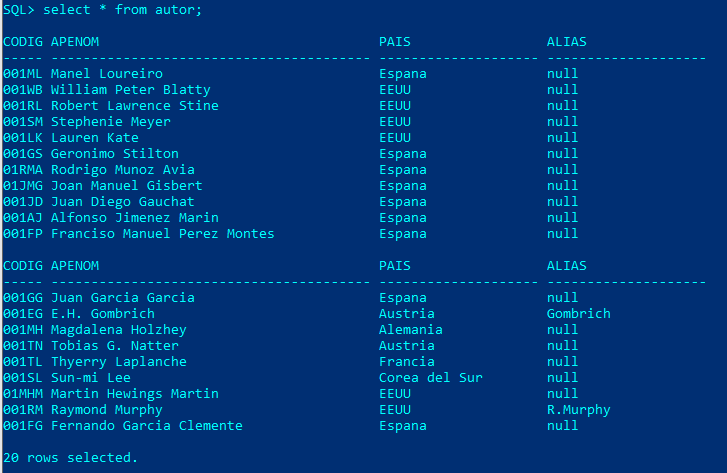 SQL> select * from autor;
CODIG APENOM                                   PAIS                 ALIAS
----- ---------------------------------------- -------------------- --------------------
001ML Manel Loureiro                           Espana               null
001WB William Peter Blatty                     EEUU                 null
001RL Robert Lawrence Stine                    EEUU                 null
001SM Stephenie Meyer                          EEUU                 null
001LK Lauren Kate                              EEUU                 null
001GS Geronimo Stilton                         Espana               null
01RMA Rodrigo Munoz Avia                       Espana               null
01JMG Joan Manuel Gisbert                      Espana               null
001JD Juan Diego Gauchat                       Espana               null
001AJ Alfonso Jimenez Marin                    Espana               null
001FP Franciso Manuel Perez Montes             Espana               null
CODIG APENOM                                   PAIS                 ALIAS
----- ---------------------------------------- -------------------- --------------------
001GG Juan Garcia Garcia                       Espana               null
001EG E.H. Gombrich                            Austria              Gombrich
001MH Magdalena Holzhey                        Alemania             null
001TN Tobias G. Natter                         Austria              null
001TL Thyerry Laplanche                        Francia              null
001SL Sun-mi Lee                               Corea del Sur        null
01MHM Martin Hewings Martin                    EEUU                 null
001RM Raymond Murphy                           EEUU                 R.Murphy
001FG Fernando Garcia Clemente                 Espana               null
20 rows selected.